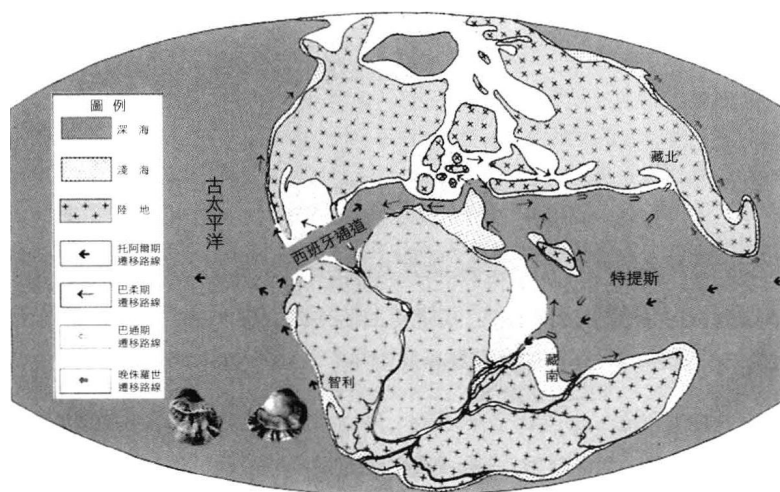 圖例
深海
淺海
陸地
托阿爾期
遷移路線
巴柔期
遷移路線
巴通期
遷移路線
晚侏羅世
遷移路線
古太平洋
西班牙通道
特提斯
藏北
藏南
智利